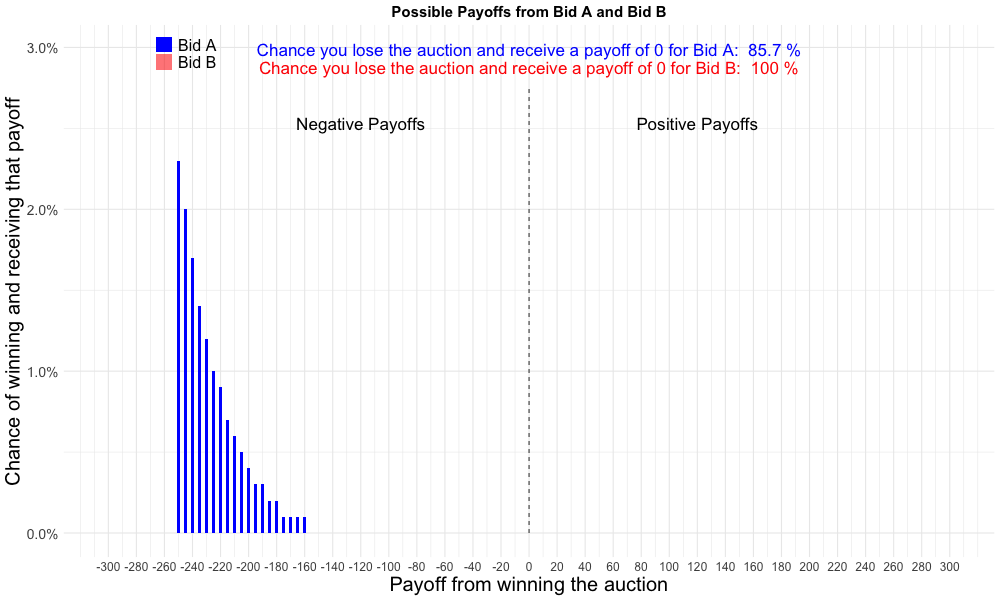 Possible Payoffs from Bid A and Bid B
Bid A
Bid B
Chance you lose the auction and receive a payoff of 0 for Bid A: 85.7 %
Chance you lose the auction and receive a payoff of 0 for Bid B: 100 %
Negative Payoffs
Positive Payoffs
Chance of winning and receiving that payoff
3.0%
2.0%
1.0%
0.0%
-300 -280 -260 -240 -220 -200 -180 -160 -140 -120 -100 -80 -60 -40 -20 0 20 40 60 80 100 120 140 160 180 200 220 240 260 280 300
Payoff from winning the auction